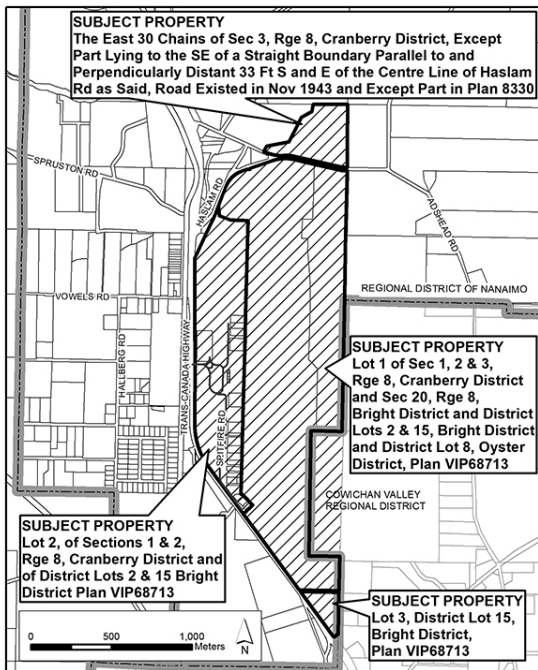 SUBJECT PROPERTY
The East 30 Chains of Sec 3, Rge 8, Cranberry District, Except
Part Lying to the SE of a Straight Boundary Parallel to and
Perpendicularly Distant 33 Ft S and E of the Centre Line of Haslam
Rd as Said, Road Existed in Nov 1943 and Except Part in Plan 8330
SPRUSTON RD
HASLAM RD
ADSHEAD RD
REGIONAL DISTRICT OF NANAIMO
VOWELS RD
HALLBERG RD
TRANS-CANADA HIGHWAY
SPITFIRE RD
SUBJECT PROPERTY
Lot 1 of Sec 1, 2 & 3,
Rge 8, Cranberry District
and Sec 20, Rge 8,
Bright District and District
Lots 2 & 15, Bright District
and District Lot 8, Oyster
District, Plan VIP68713
COWICHAN VALLEY
REGIONAL DISTRICT
SUBJECT PROPERTY
Lot 2, of Sections 1 & 2,
Rge 8, Cranberry District and
of District Lots 2 & 15 Bright
District Plan VIP68713
SUBJECT PROPERTY
Lot 3, District Lot 15,
Bright District,
Plan VIP68713
0 500 1,000
Meters
N